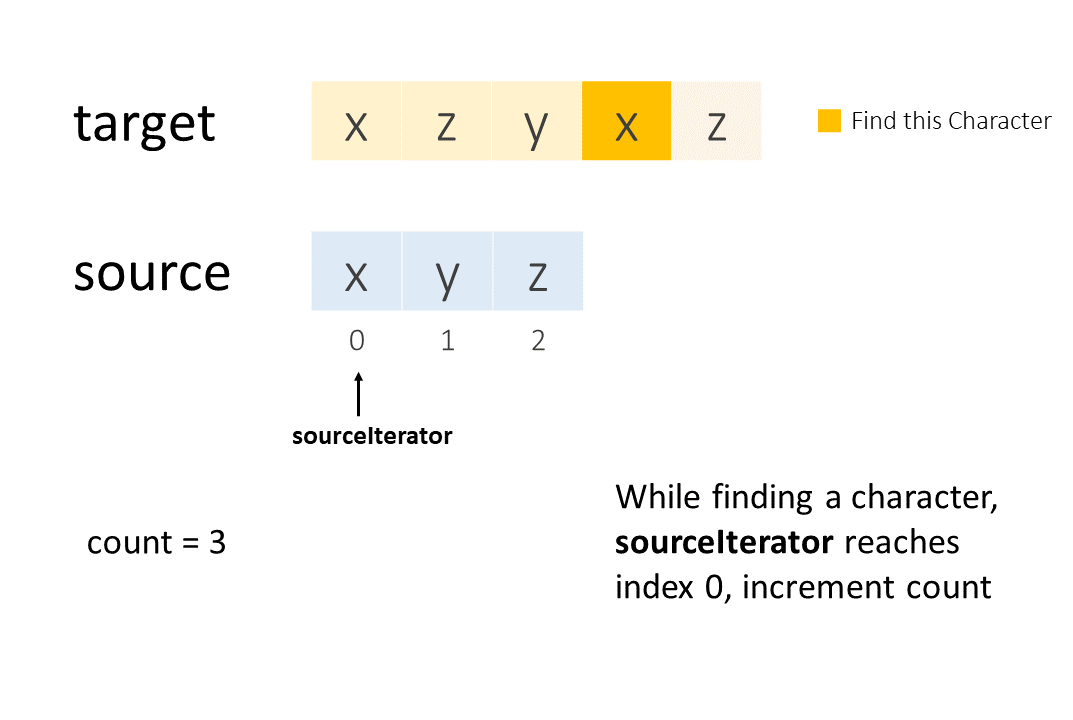 target x z y x z Find this Character
source x y z
0 1 2
sourceIterator
While finding a character,
count = 3 sourceIterator reaches
index 0, increment count